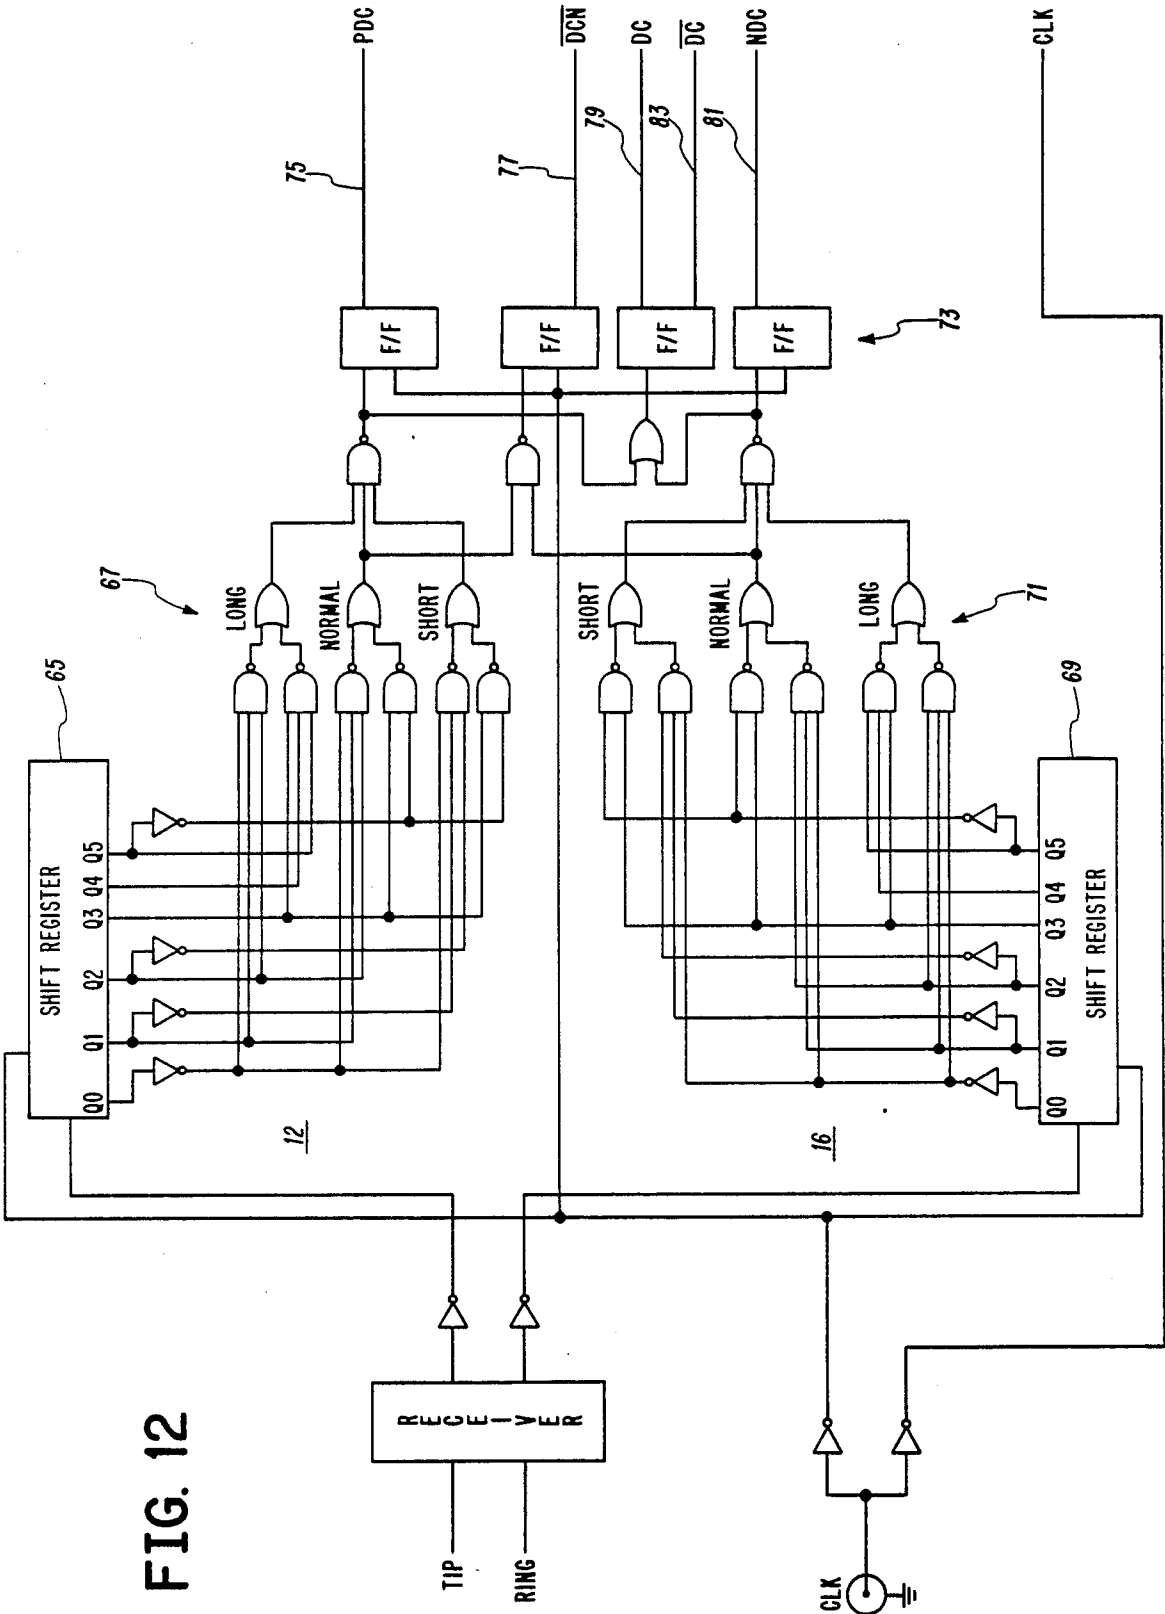 FIG. 12
TIP
RING
RECEIVER
CLK
SHIFT REGISTER
65
Q0 Q1 Q2 Q3 Q4 Q5
12
67
LONG
NORMAL
SHORT
SHORT
NORMAL
LONG
71
16
Q0 Q1 Q2 Q3 Q4 Q5
SHIFT REGISTER
69
F/F
F/F
F/F
F/F
73
75
PDC
77
DCN
79
DC
83
DC
81
NDC
CLK